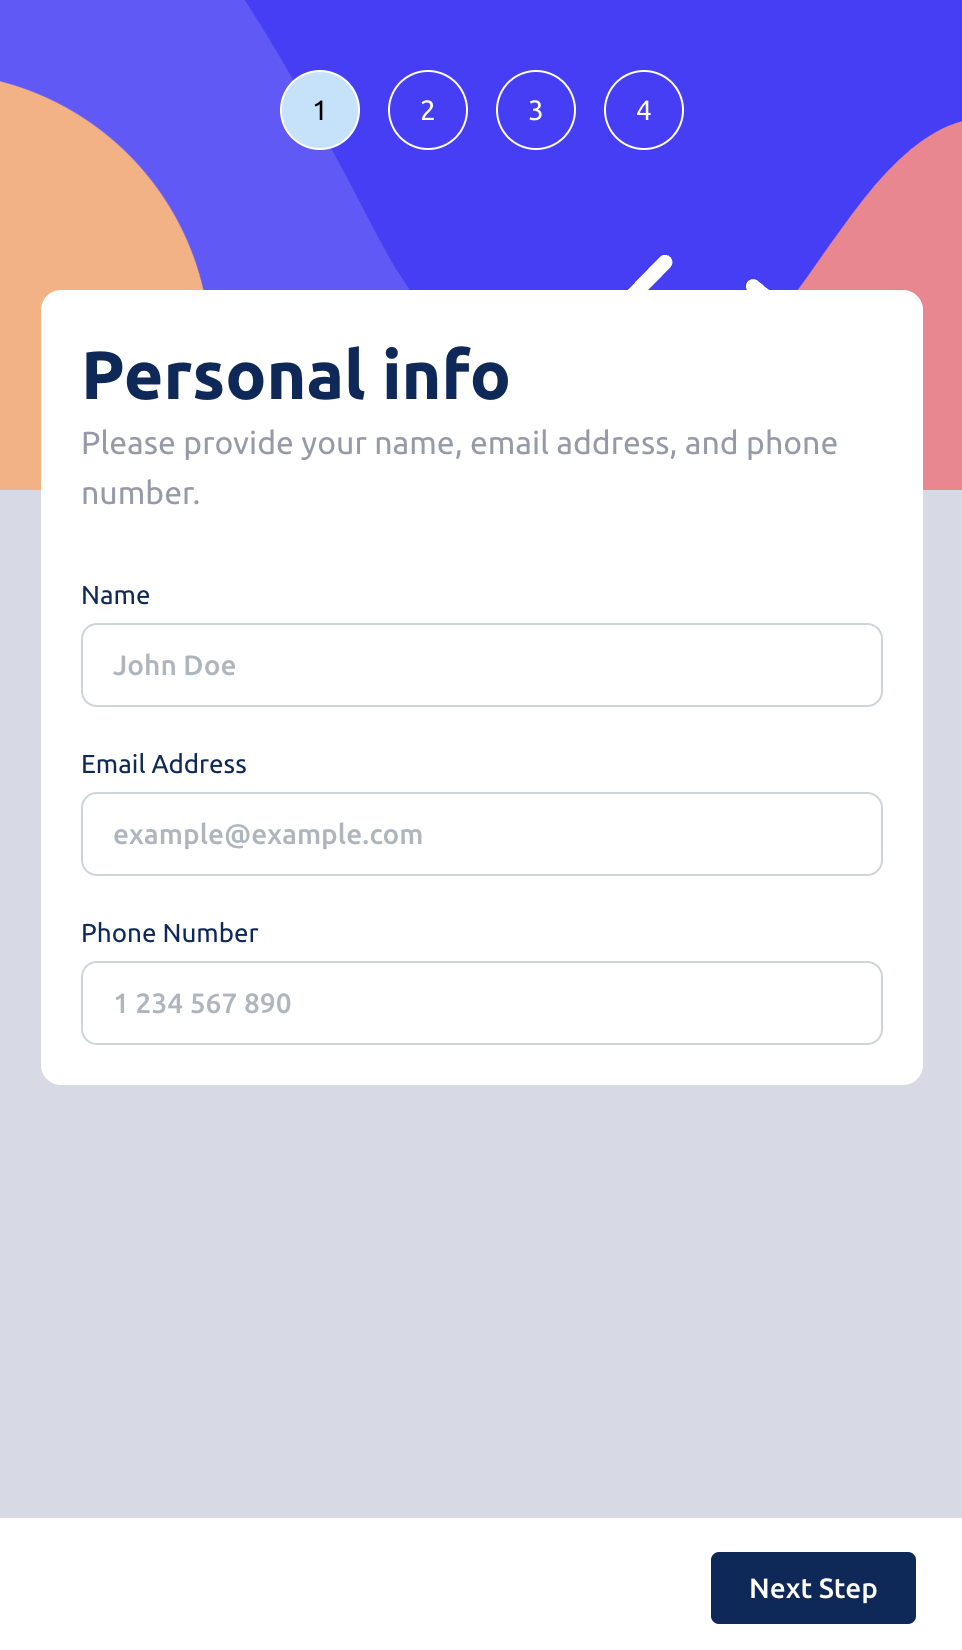 1 2 3 4
Personal info
Please provide your name, email address, and phone
number.
Name
John Doe
Email Address
example@example.com
Phone Number
1 234 567 890
Next Step